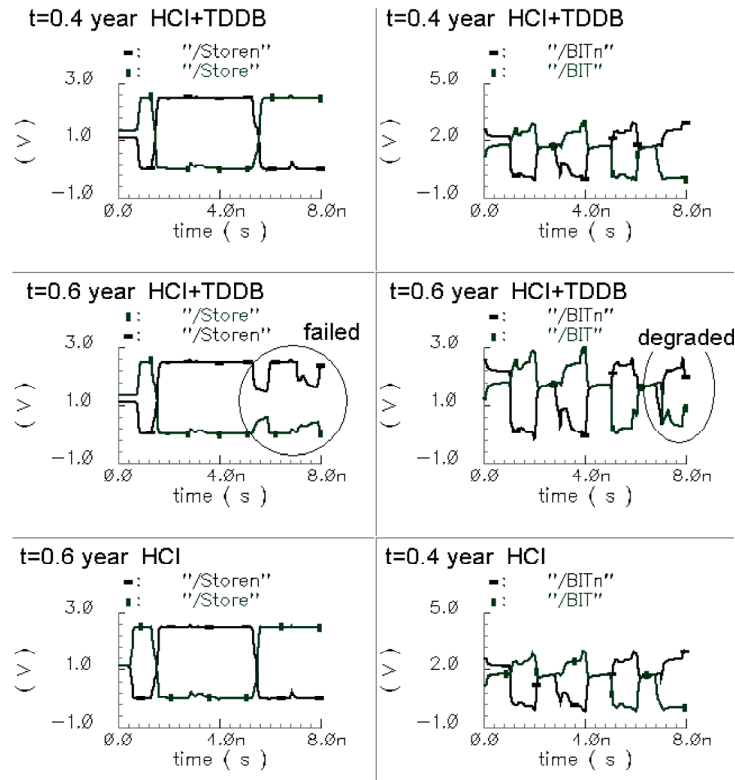 t=0.4 year HCI+TDDB
: "/Storen"
: "/Store"
3.0
1.0
-1.0
( V )
0.0 4.0n 8.0n
time ( s )
t=0.4 year HCI+TDDB
: "/BITn"
: "/BIT"
5.0
2.0
-1.0
( V )
0.0 4.0n 8.0n
time ( s )
t=0.6 year HCI+TDDB
: "/Store"
: "/Storen"
failed
3.0
1.0
-1.0
( V )
0.0 4.0n 8.0n
time ( s )
t=0.6 year HCI+TDDB
: "/BITn"
: "/BIT"
degraded
3.0
1.0
-1.0
( V )
0.0 4.0n 8.0n
time ( s )
t=0.6 year HCI
: "/Storen"
: "/Store"
3.0
1.0
-1.0
( V )
0.0 4.0n 8.0n
time ( s )
t=0.4 year HCI
: "/BITn"
: "/BIT"
5.0
2.0
-1.0
( V )
0.0 4.0n 8.0n
time ( s )